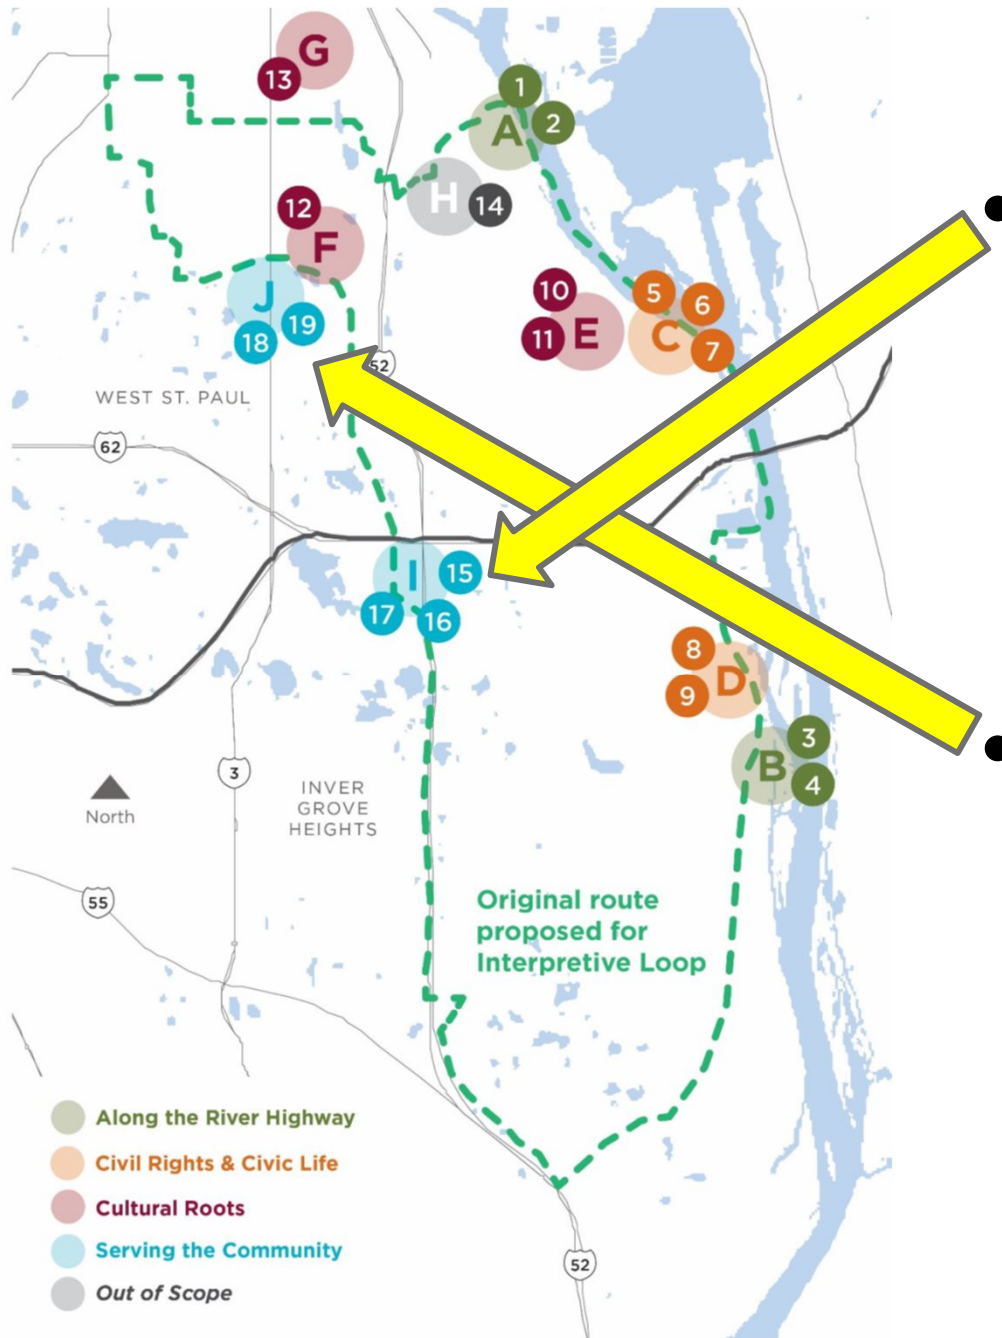 G
13
1
A
2
H
14
12
F
J
19
18
10
11
E
5
6
C
7
52
WEST ST. PAUL
62
I
15
17
16
8
9
D
3
B
4
3
North
INVER
GROVE
HEIGHTS
55
Original route
proposed for
Interpretive Loop
Along the River Highway
Civil Rights & Civic Life
Cultural Roots
Serving the Community
Out of Scope
52